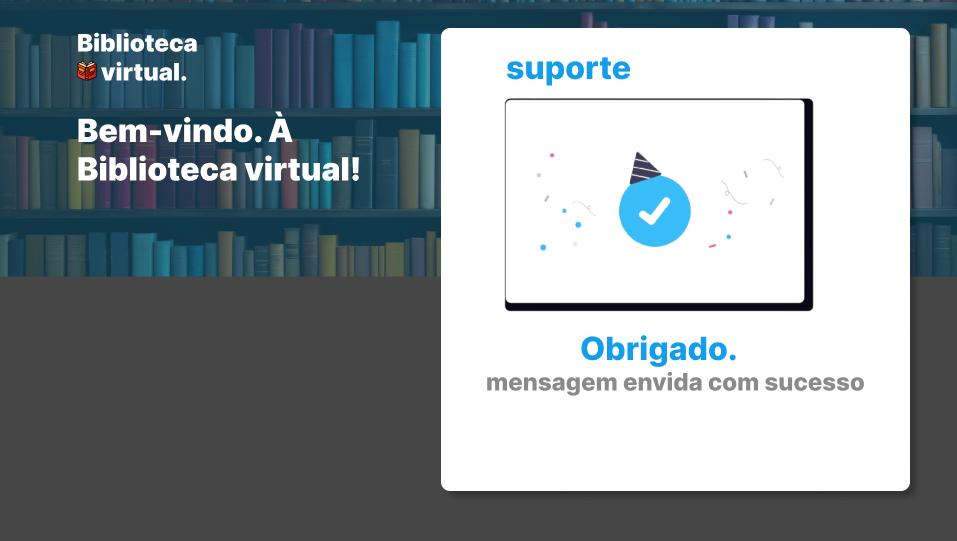 Biblioteca
virtual.
Bem-vindo. À
Biblioteca virtual!
suporte
Obrigado.
mensagem envida com sucesso